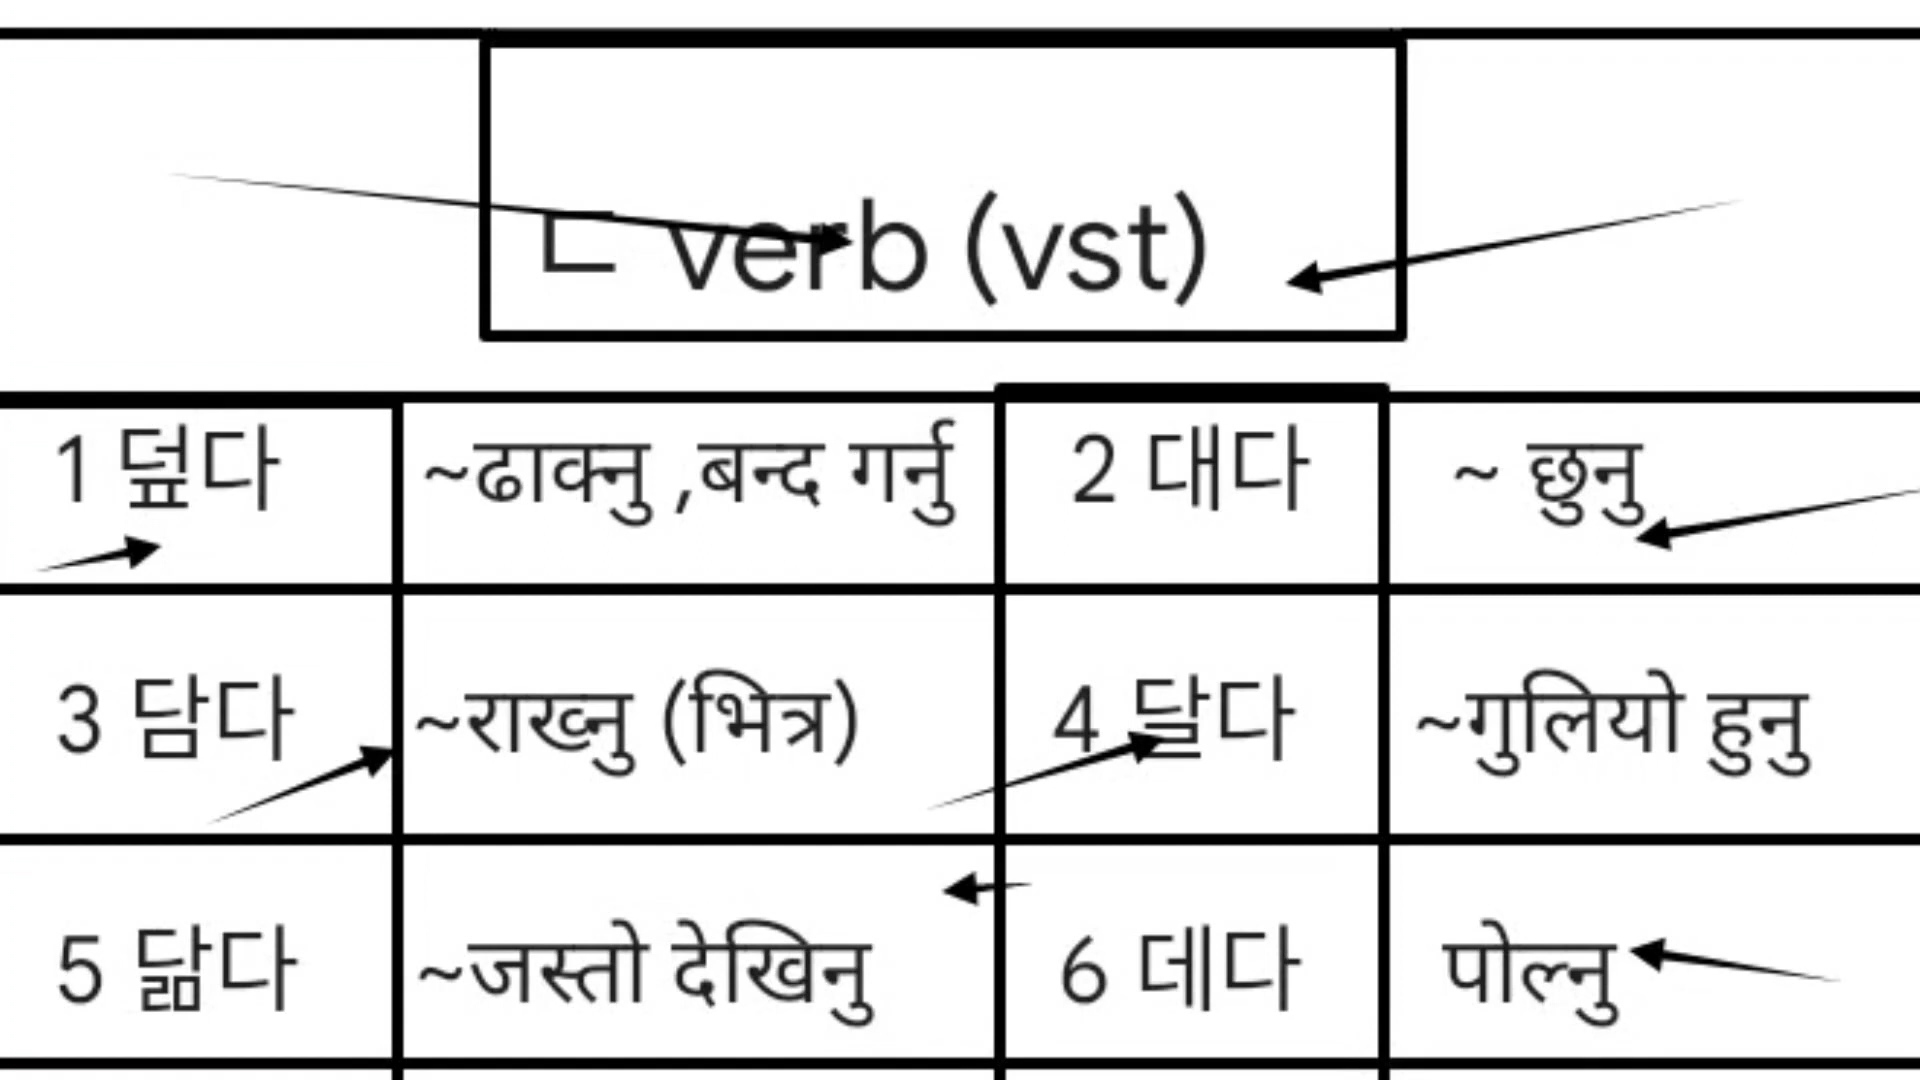 ㄷ verb (vst)
1 덮다 ~ढाक्नु ,बन्द गर्नु 2 대다 ~ छुनु
3 담다 ~राख्नु (भित्र) 4 달다 ~गुलियो हुनु
5 닮다 ~जस्तो देखिनु 6 데다 पोल्नु